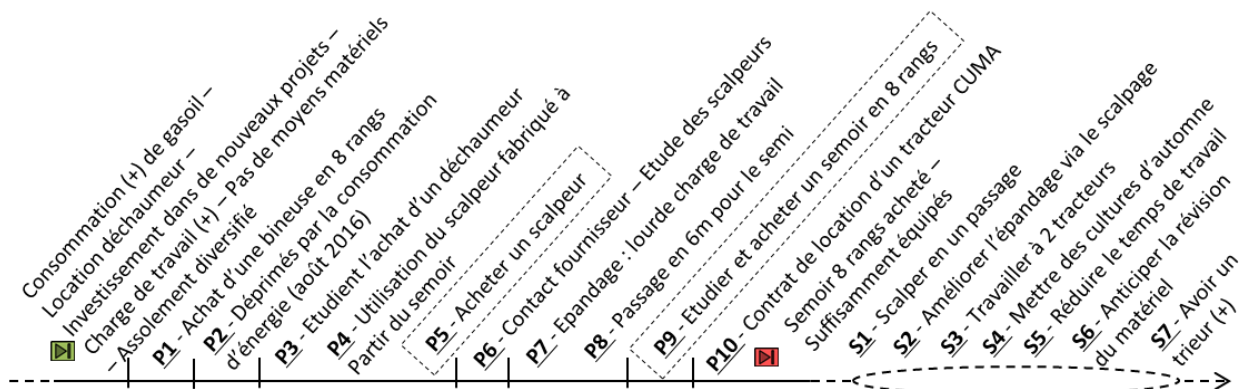 Consommation (+) de gasoil –
Location déchaumeur –
Investissement dans de nouveaux projets –
Charge de travail (+) – Pas de moyens matériels
– Assolement diversifié
P1 - Achat d'une bineuse en 8 rangs
P2 - Déprimés par la consommation
d'énergie (août 2016)
P3 - Etudient l'achat d'un déchaumeur
P4 - Utilisation du scalpeur fabriqué à
Partir du semoir
P5 - Acheter un scalpeur
P6 - Contact fournisseur – Etude des scalpeurs
P7 - Epandage : lourde charge de travail
P8 - Passage en 6m pour le semi
P9 - Etudier et acheter un semoir en 8 rangs
P10 - Contrat de location d'un tracteur CUMA
Semoir 8 rangs acheté –
Suffisamment équipés
S1 - Scalper en un passage
S2 - Améliorer l'épandage via le scalpage
S3 - Travailler à 2 tracteurs
S4 - Mettre des cultures d'automne
S5 - Réduire le temps de travail
S6 - Anticiper la révision
du matériel
S7 - Avoir un
trieur (+)